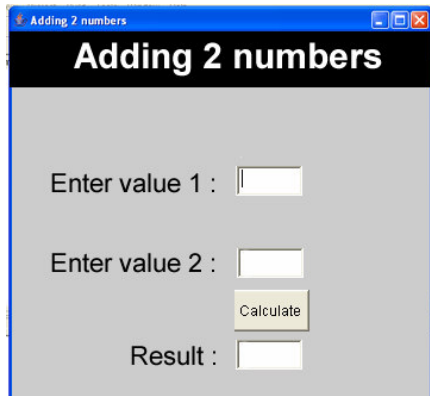 Adding 2 numbers
Adding 2 numbers
Enter value 1 :
Enter value 2 :
Calculate
Result :